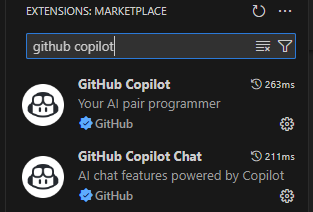 EXTENSIONS: MARKETPLACE
github copilot
GitHub Copilot 263ms
Your AI pair programmer
GitHub
GitHub Copilot Chat 211ms
AI chat features powered by Copilot
GitHub